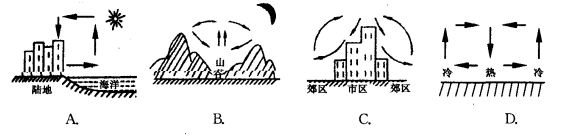 陆地 海洋
山谷
郊区 市区 郊区
冷 热 冷
A. B. C. D.